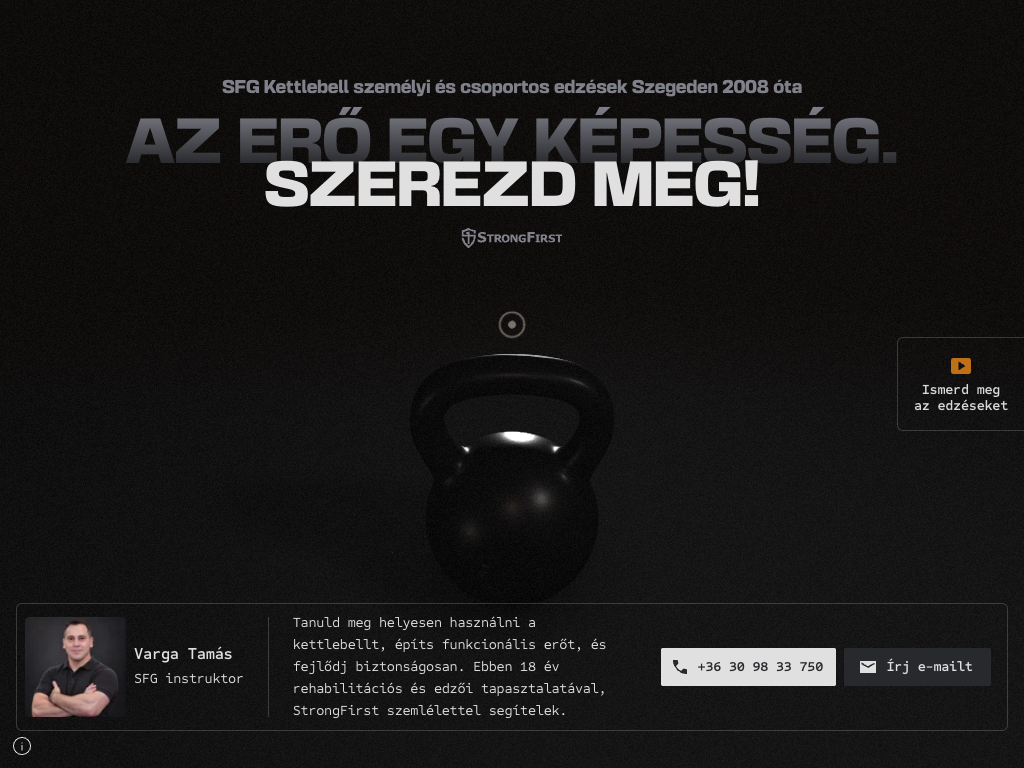 SFG Kettlebell személyi és csoportos edzések Szegeden 2008 óta
AZ ERŐ EGY KÉPESSÉG.
SZEREZD MEG!
STRONGFIRST
Ismerd meg
az edzéseket
Varga Tamás
SFG instruktor
Tanuld meg helyesen használni a
kettlebellt, építs funkcionális erőt, és
fejlődj biztonságosan. Ebben 18 év
rehabilitációs és edzői tapasztalatával,
StrongFirst szemlélettel segítelek.
+36 30 98 33 750
Írj e-mailt